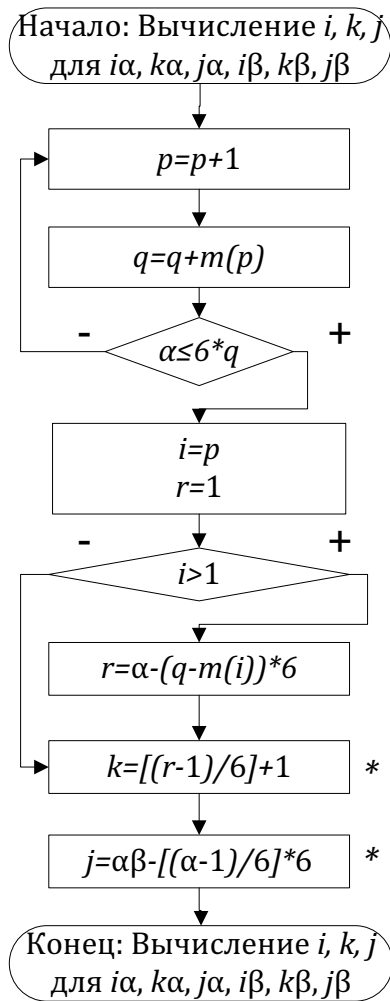 Начало: Вычисление i, k, j
для iα, kα, jα, iβ, kβ, jβ
p=p+1
q=q+m(p)
- +
α≤6*q
i=p
r=1
- +
i>1
r=α-(q-m(i))*6
k=[(r-1)/6]+1 *
j=αβ-[(α-1)/6]*6 *
Конец: Вычисление i, k, j
для iα, kα, jα, iβ, kβ, jβ